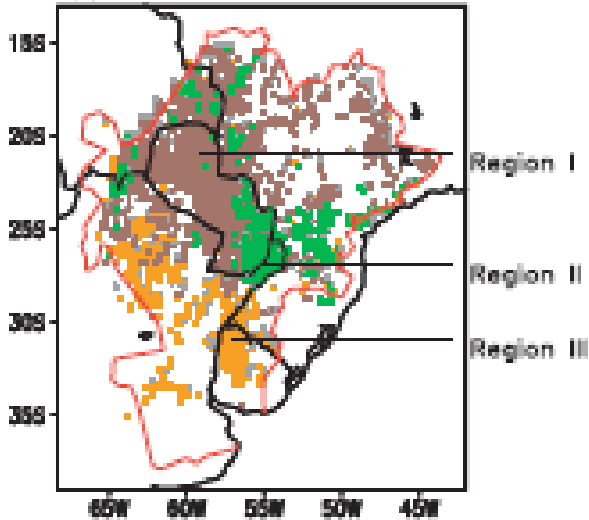 15S
20S
Region I
25S
Region II
30S
Region III
35S
65W 60W 55W 50W 45W